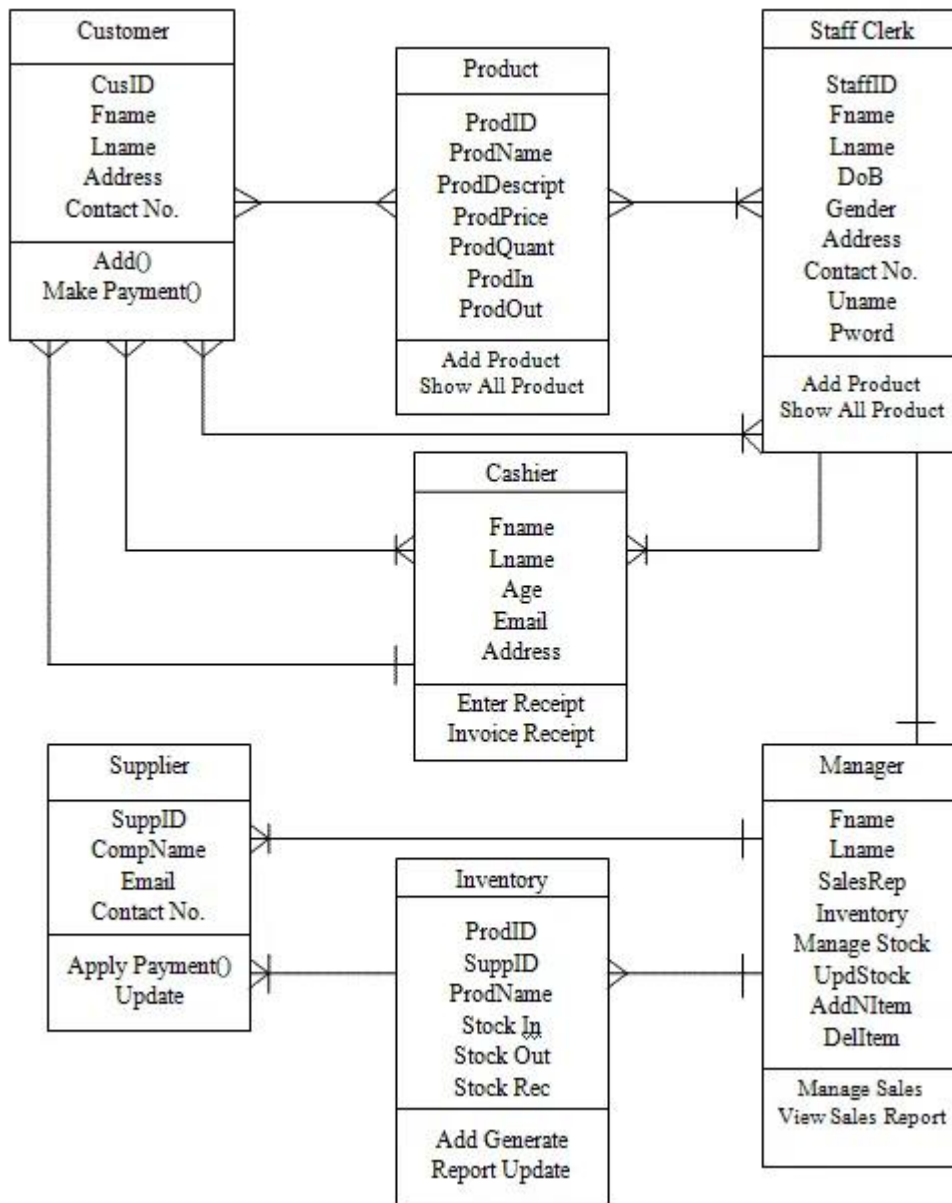 Customer
CusID
Fname
Lname
Address
Contact No.
Add()
Make Payment()
Product
ProdID
ProdName
ProdDescript
ProdPrice
ProdQuant
ProdIn
ProdOut
Add Product
Show All Product
Staff Clerk
StaffID
Fname
Lname
DoB
Gender
Address
Contact No.
Uname
Pword
Add Product
Show All Product
Cashier
Fname
Lname
Age
Email
Address
Enter Receipt
Invoice Receipt
Supplier
SuppID
CompName
Email
Contact No.
Apply Payment()
Update
Inventory
ProdID
SuppID
ProdName
Stock In
Stock Out
Stock Rec
Add Generate
Report Update
Manager
Fname
Lname
SalesRep
Inventory
Manage Stock
UpdStock
AddNItem
DelItem
Manage Sales
View Sales Report